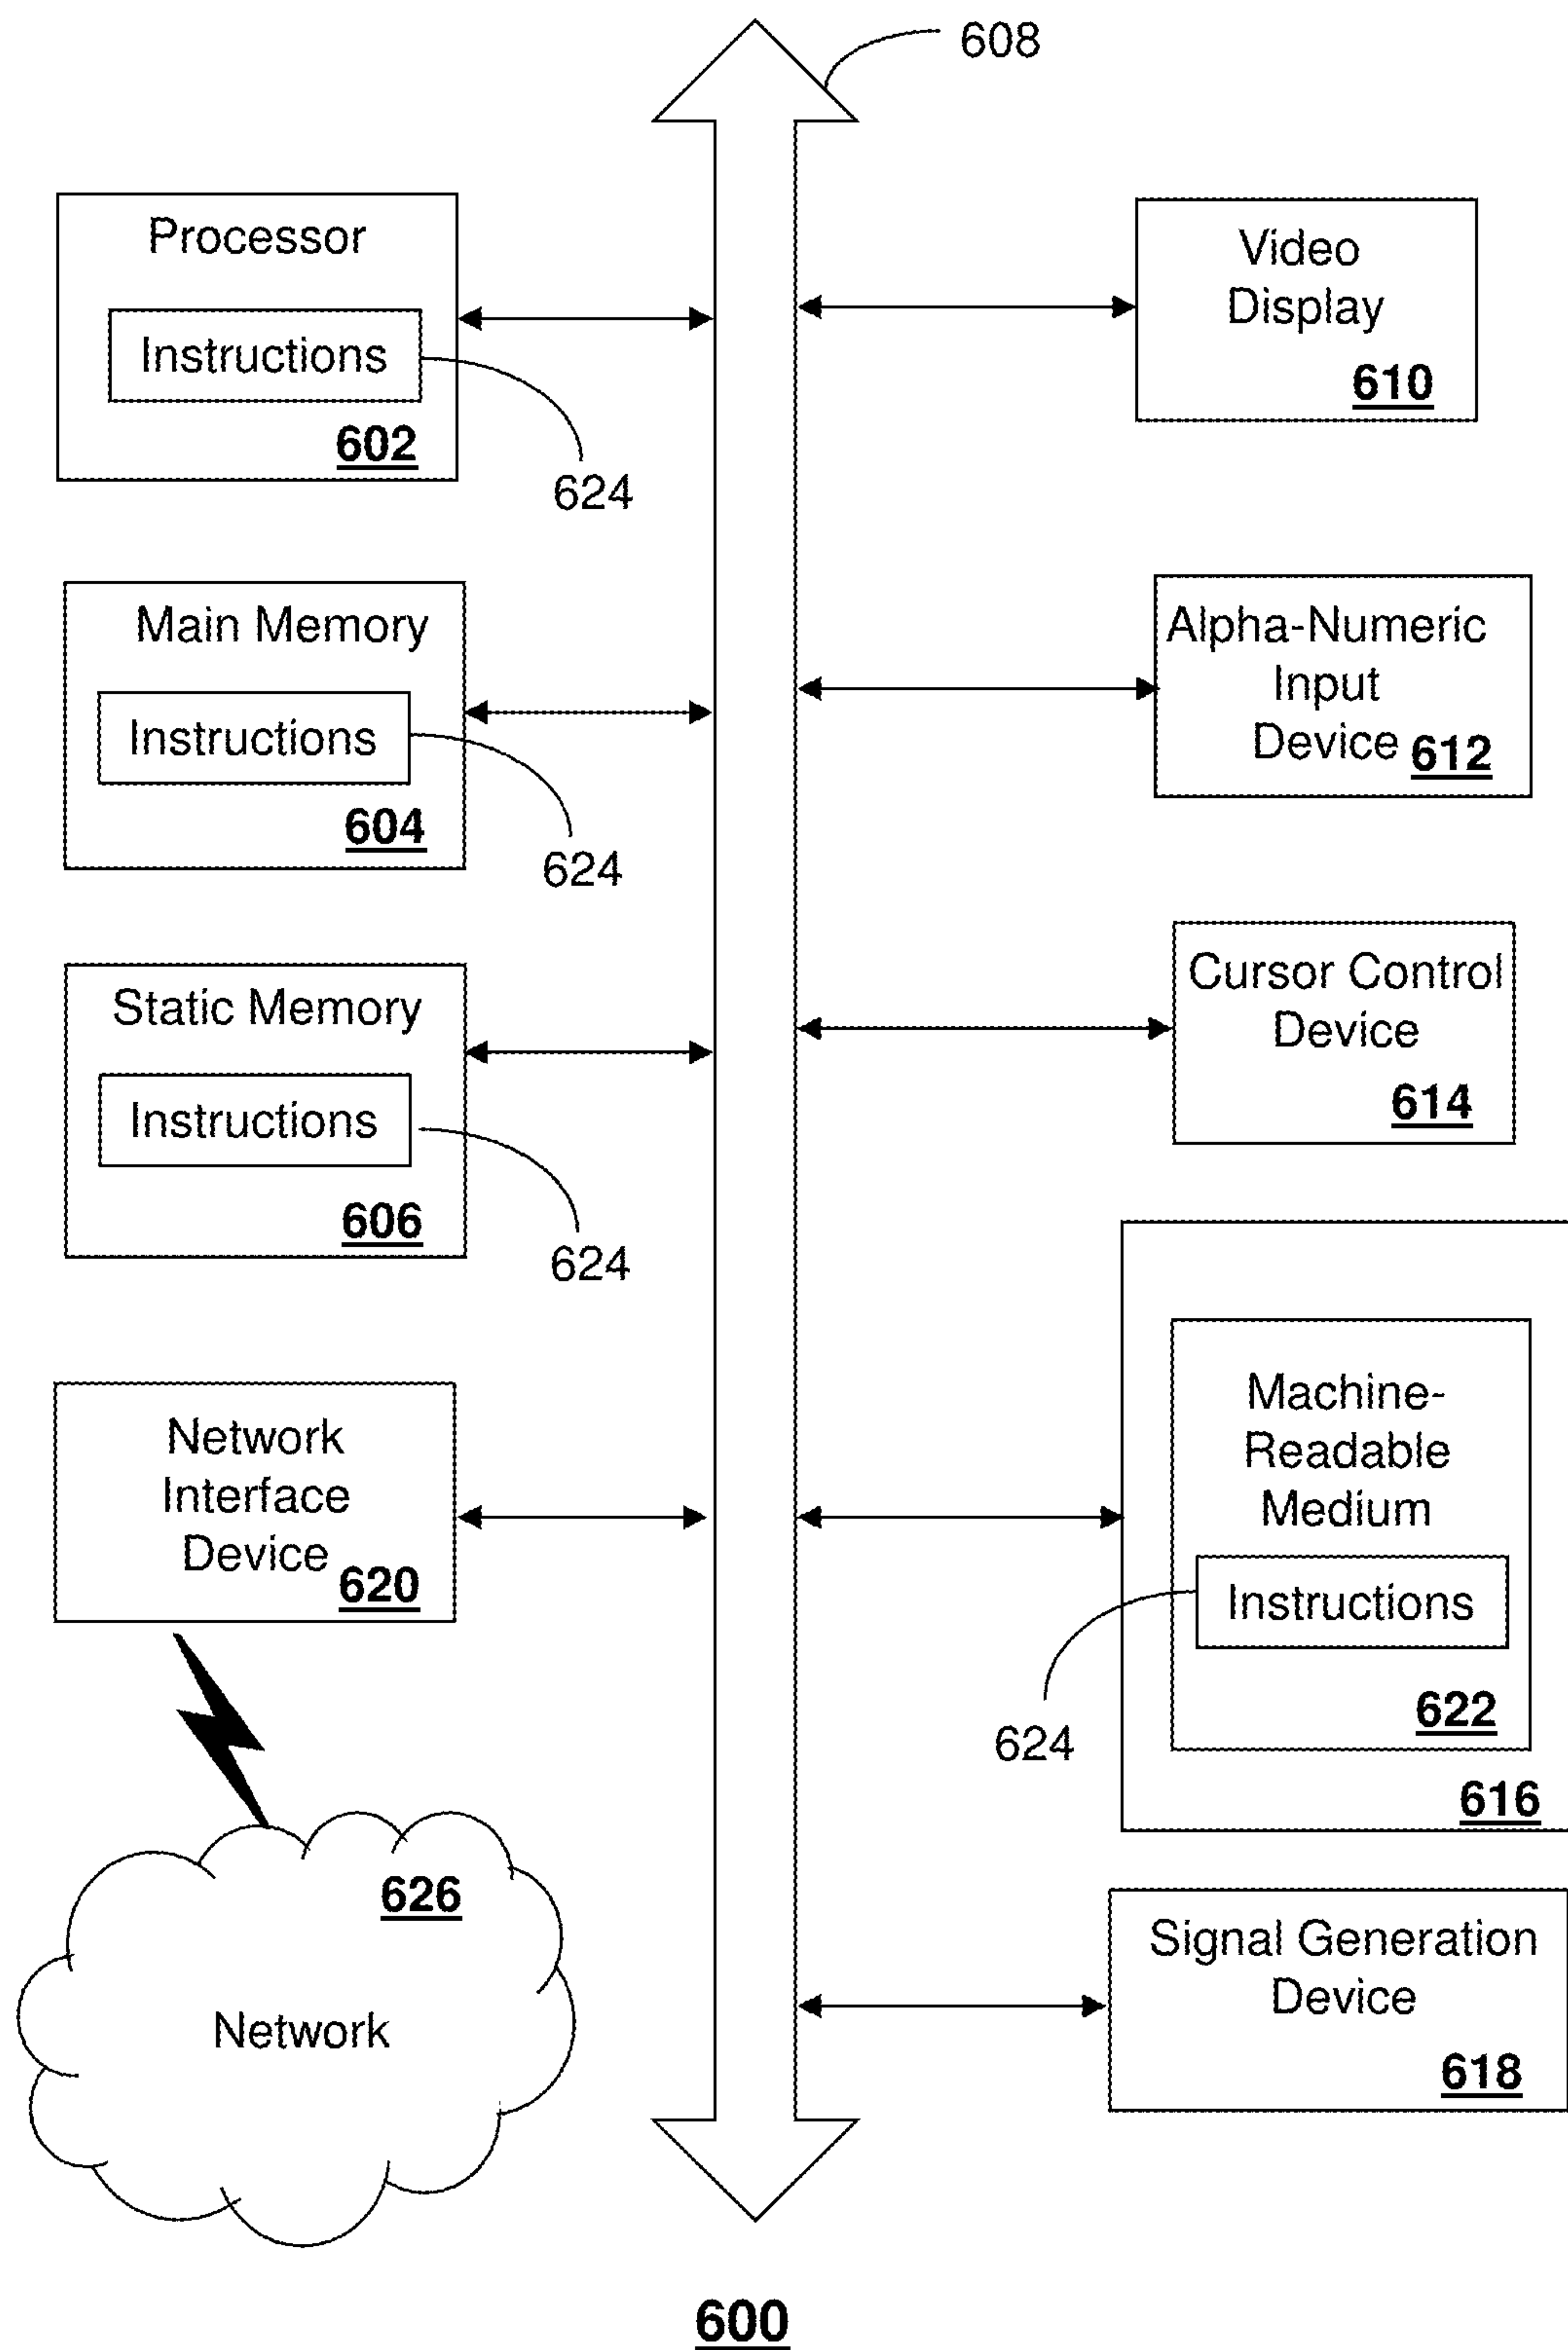 608
Processor
Instructions
602
624
Main Memory
Instructions
604
624
Static Memory
Instructions
606
624
Network
Interface
Device
620
626
Network
Video
Display
610
Alpha-Numeric
Input
Device 612
Cursor Control
Device
614
Machine-
Readable
Medium
Instructions
624
622
616
Signal Generation
Device
618
600